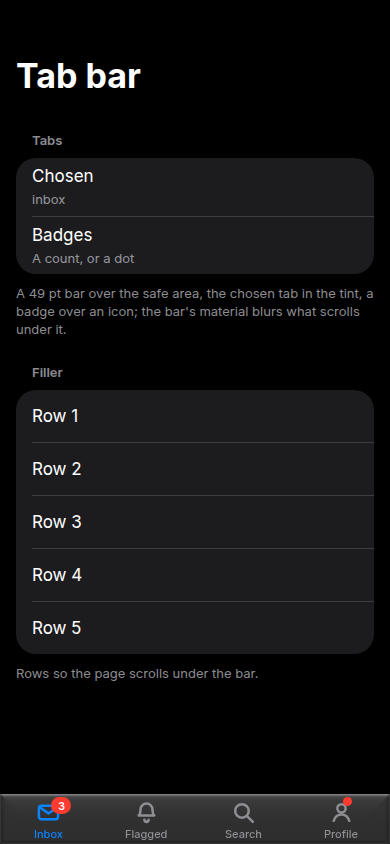 Tab bar
Tabs
Chosen
inbox
Badges
A count, or a dot
A 49 pt bar over the safe area, the chosen tab in the tint, a
badge over an icon; the bar's material blurs what scrolls
under it.
Filler
Row 1
Row 2
Row 3
Row 4
Row 5
Rows so the page scrolls under the bar.
3
Inbox
Flagged
Search
Profile